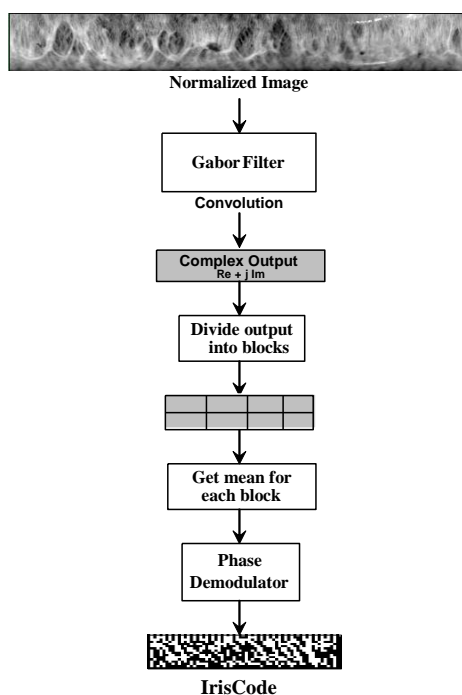 Normalized Image
Gabor Filter
Convolution
Complex Output
Re + j Im
Divide output
into blocks
Get mean for
each block
Phase
Demodulator
IrisCode